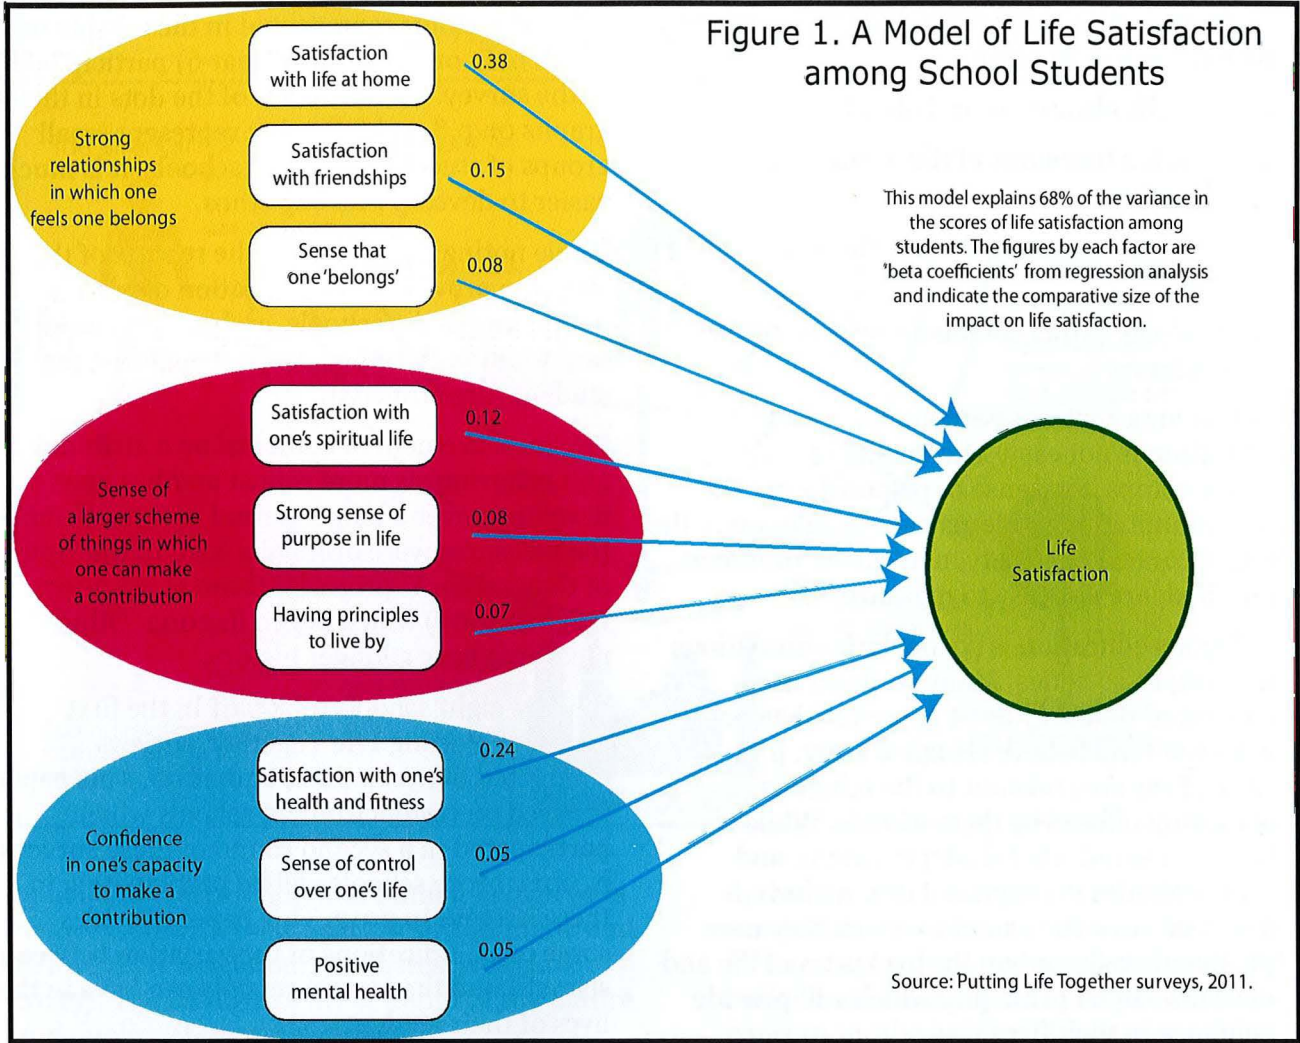 Figure 1. A Model of Life Satisfaction
among School Students
This model explains 68% of the variance in
the scores of life satisfaction among
students. The figures by each factor are
'beta coefficients' from regression analysis
and indicate the comparative size of the
impact on life satisfaction.
Strong
relationships
in which one
feels one belongs
Satisfaction
with life at home
0.38
Satisfaction
with friendships
0.15
Sense that
one 'belongs'
0.08
Sense of
a larger scheme
of things in which
one can make
a contribution
Satisfaction with
one's spiritual life
0.12
Strong sense of
purpose in life
0.08
Having principles
to live by
0.07
Confidence
in one's capacity
to make a
contribution
Satisfaction with one's
health and fitness
0.24
Sense of control
over one's life
0.05
Positive
mental health
0.05
Life
Satisfaction
Source: Putting Life Together surveys, 2011.